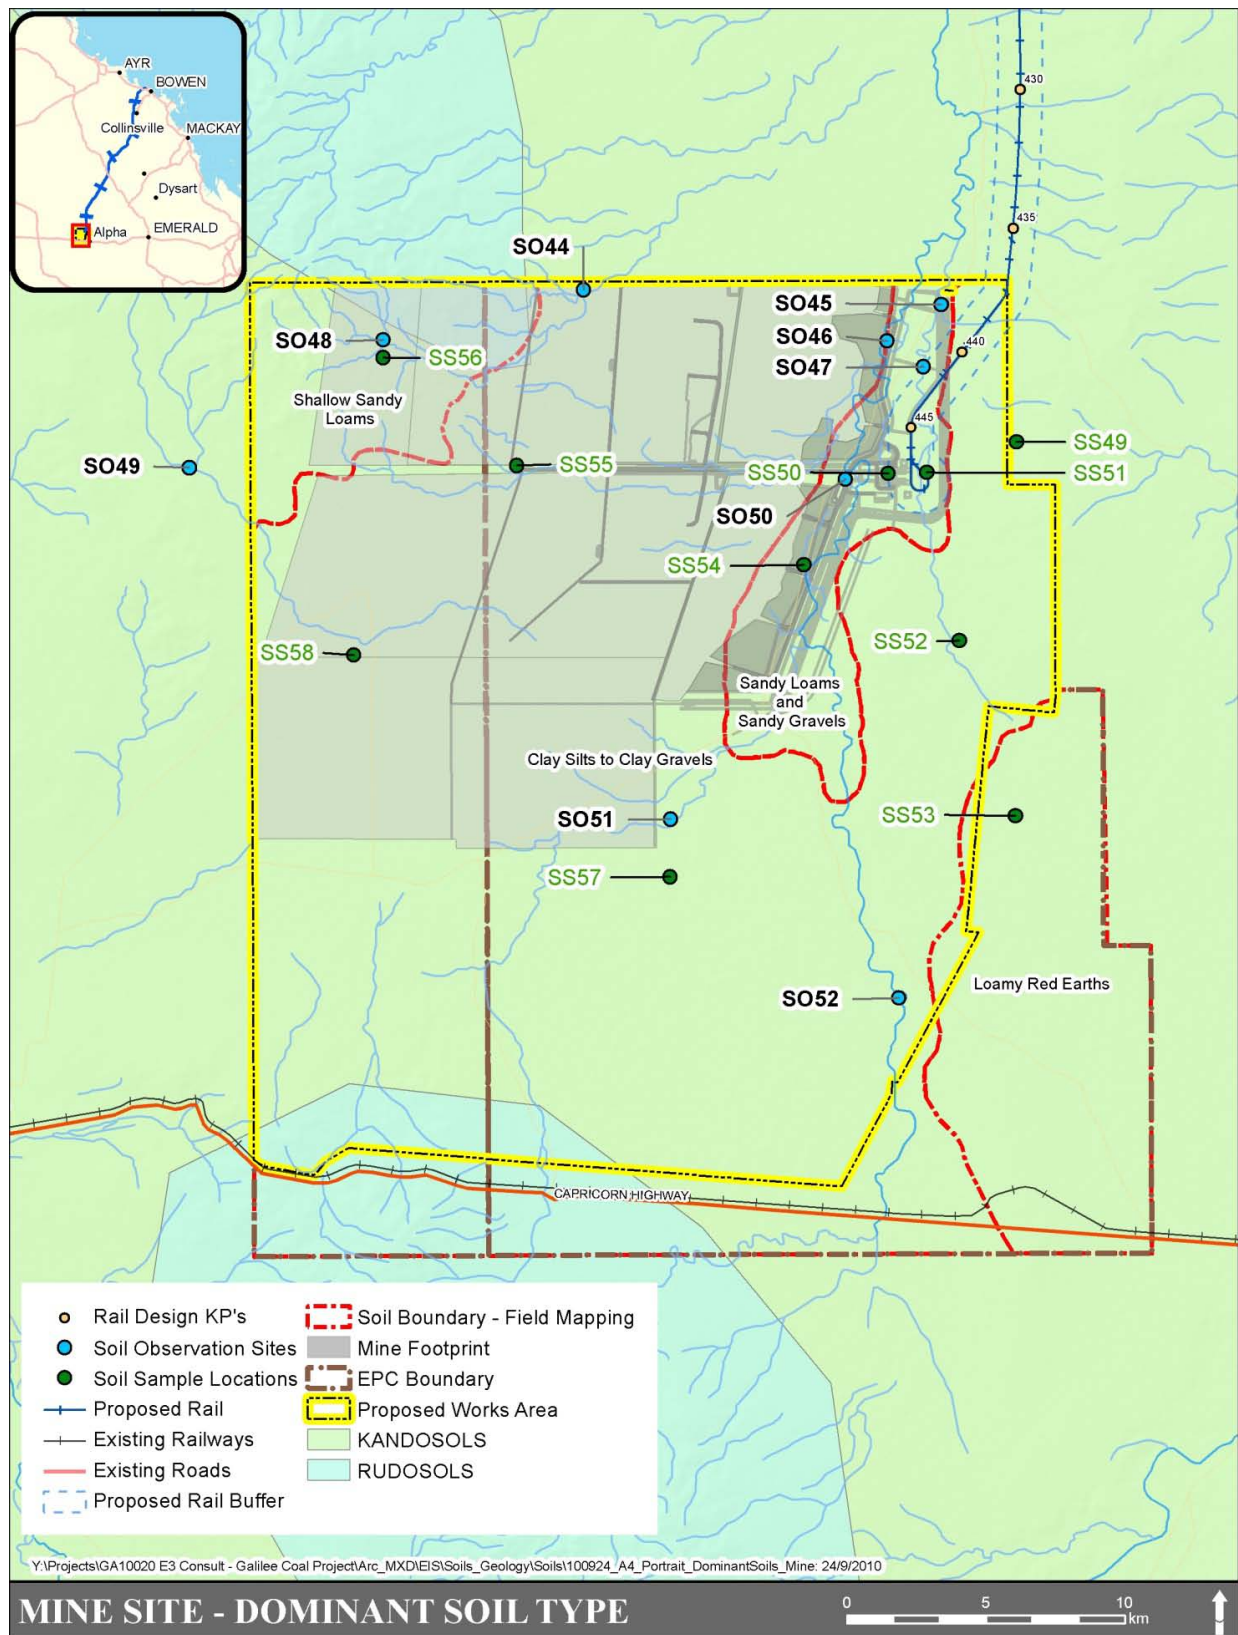 AYR
BOWEN
Collinsville
MACKAY
Dysart
Alpha
EMERALD
430
435
SO44
SO45
SO48
SO46
SS56
SO47
440
Shallow Sandy
Loams
445
SO49
SS55
SS49
SS50
SS51
SO50
SS54
SS58
SS52
Sandy Loams
and
Sandy Gravels
Clay Silts to Clay Gravels
SO51
SS53
SS57
Loamy Red Earths
SO52
CAPRICORN HIGHWAY
Rail Design KP's
Soil Observation Sites
Soil Sample Locations
Proposed Rail
Existing Railways
Existing Roads
Proposed Rail Buffer
Soil Boundary - Field Mapping
Mine Footprint
EPC Boundary
Proposed Works Area
KANDOSOLS
RUDOSOLS
Y:\Projects\GA10020 E3 Consult - Galilee Coal Project\Arc_MXD\EIS\Soils_Geology\Soils\100924_A4_Portrait_DominantSoils_Mine: 24/9/2010
MINE SITE - DOMINANT SOIL TYPE
0 5 10
km